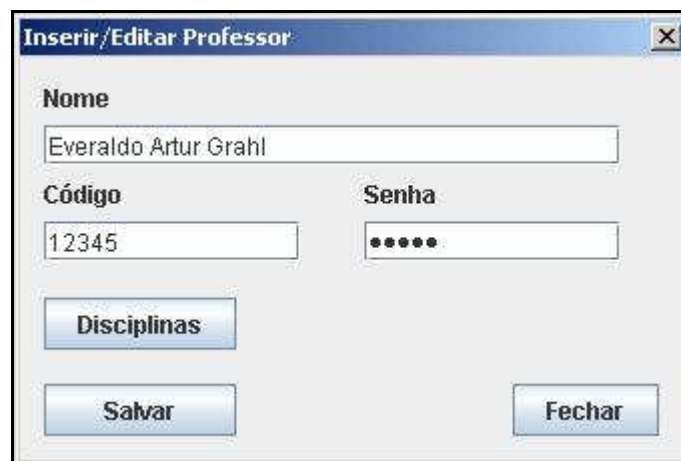 Inserir/Editar Professor
Nome
Everaldo Artur Grahl
Código Senha
12345 •••••
Disciplinas
Salvar Fechar